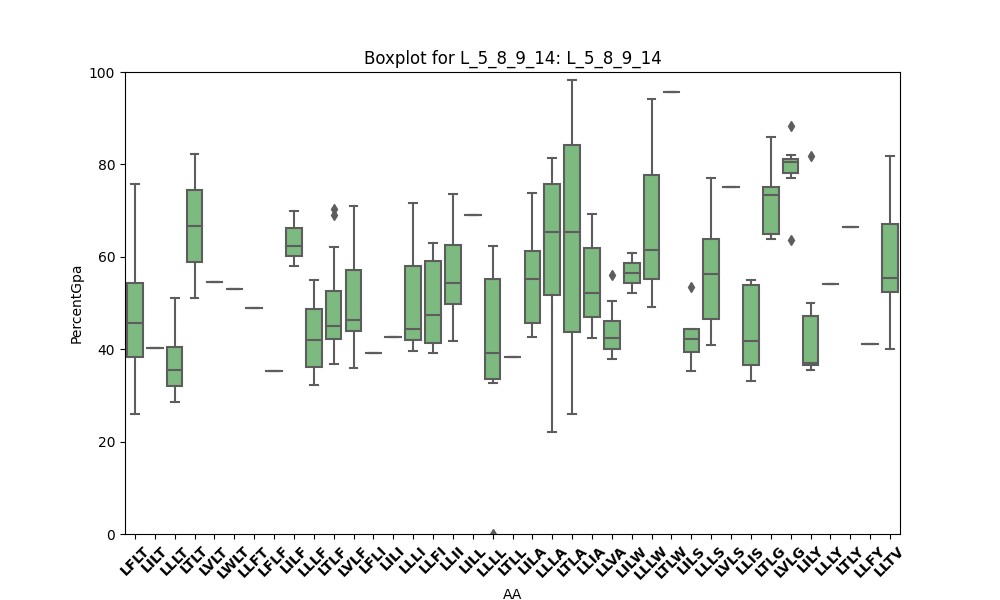 Boxplot for L_5_8_9_14: L_5_8_9_14
100
80
60
40
20
0
PercentGpa
LFLT LILT LLLT LTLT LVLT LWLT LLFT LFLF LILF LLLF LTLF LVLF LFLI LILI LLLI LLFI LLII LILL LLLL LTLL LILA LLLA LTLA LLIA LLVA LILW LLLW LTLW LILS LLLS LVLS LLIS LTLG LVLG LILY LLLY LTLY LLFY LLTV
AA